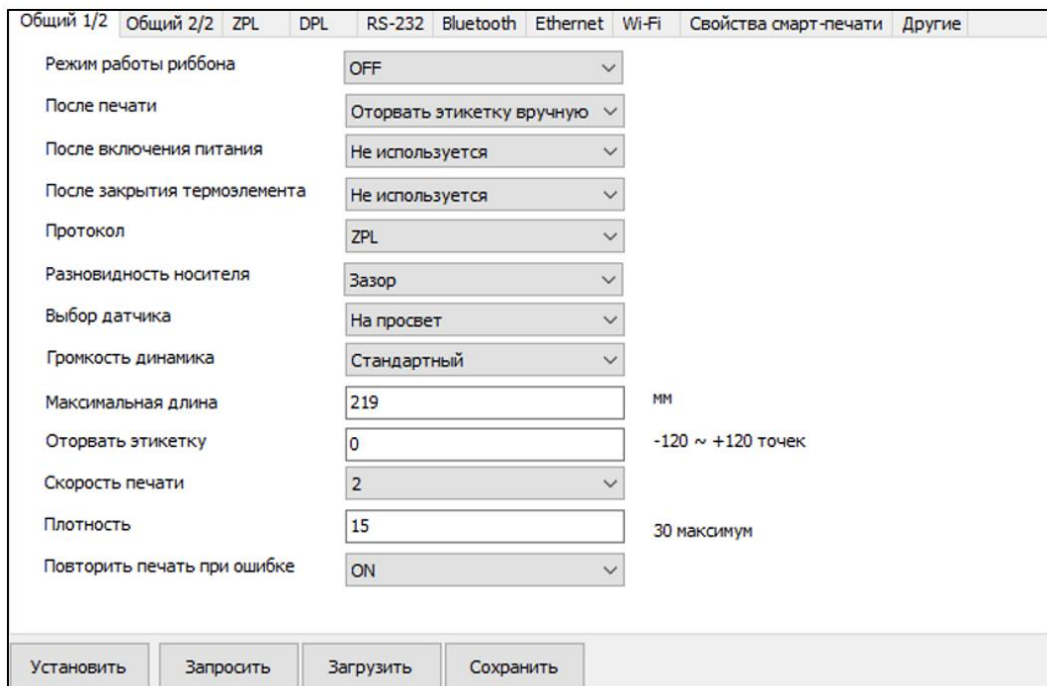 Общий 1/2 Общий 2/2 ZPL DPL RS-232 Bluetooth Ethernet Wi-Fi Свойства смарт-печати Другие
Режим работы риббона OFF
После печати Оторвать этикетку вручную
После включения питания Не используется
После закрытия термоэлемента Не используется
Протокол ZPL
Разновидность носителя Зазор
Выбор датчика На просвет
Громкость динамика Стандартный
Максимальная длина 219 мм
Оторвать этикетку 0 -120 ~ +120 точек
Скорость печати 2
Плотность 15 30 максимум
Повторить печать при ошибке ON
Установить Запросить Загрузить Сохранить